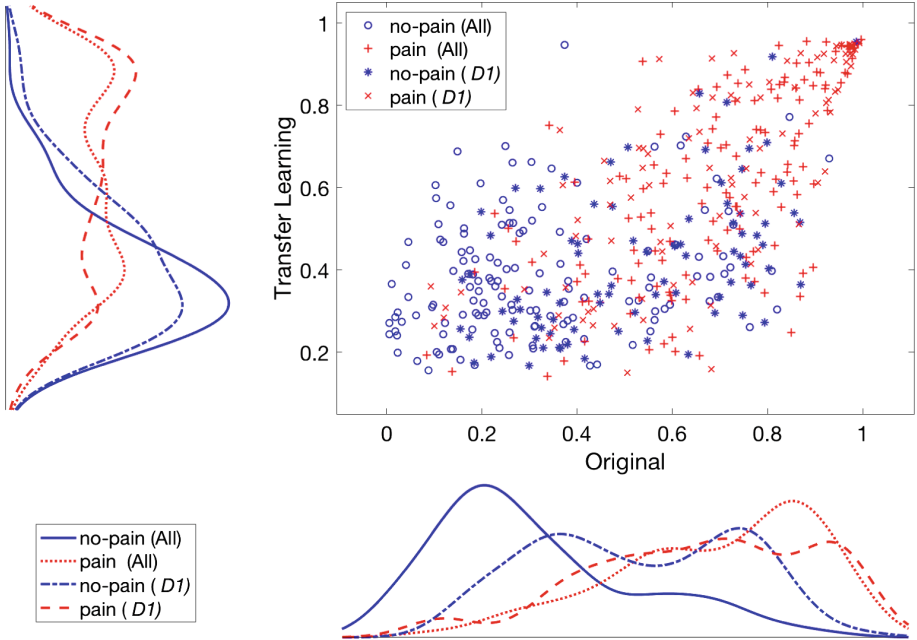 1
0.8
0.6
0.4
0.2
Transfer Learning
no-pain (All)
pain (All)
no-pain ( D1)
pain ( D1)
0 0.2 0.4 0.6 0.8 1
Original
no-pain (All)
pain (All)
no-pain ( D1)
pain ( D1)